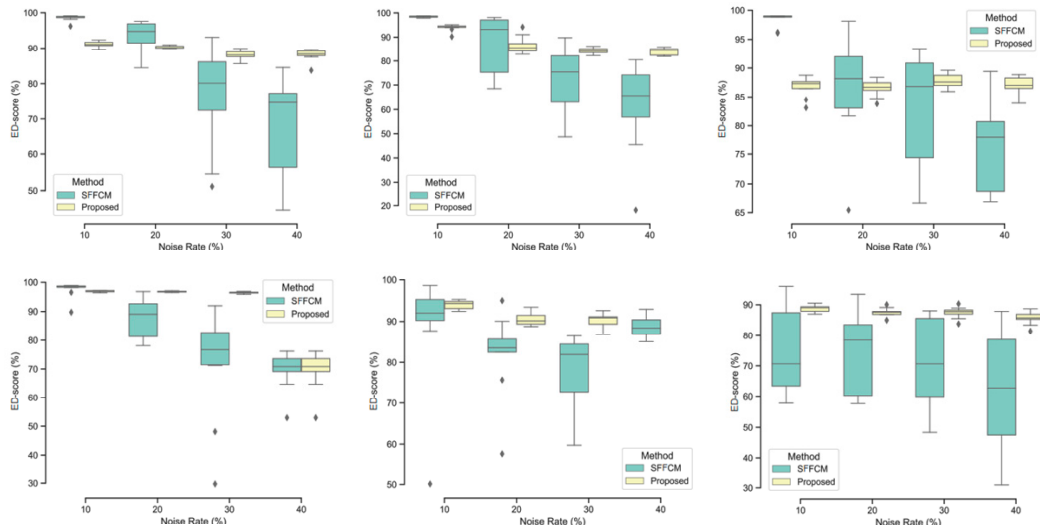 100
90
80
70
60
50
ED-score (%)
Method
SFFCM
Proposed
10
20
30
40
Noise Rate (%)
100
90
80
70
60
50
40
30
20
ED-score (%)
Method
SFFCM
Proposed
10
20
30
40
Noise Rate (%)
100
95
90
85
80
75
70
65
ED-score (%)
Method
SFFCM
Proposed
10
20
30
40
Noise Rate (%)
100
90
80
70
60
50
40
30
ED-score (%)
Method
SFFCM
Proposed
10
20
30
40
Noise Rate (%)
100
90
80
70
60
50
ED-score (%)
Method
SFFCM
Proposed
10
20
30
40
Noise Rate (%)
90
80
70
60
50
40
30
ED-score (%)
Method
SFFCM
Proposed
10
20
30
40
Noise Rate (%)